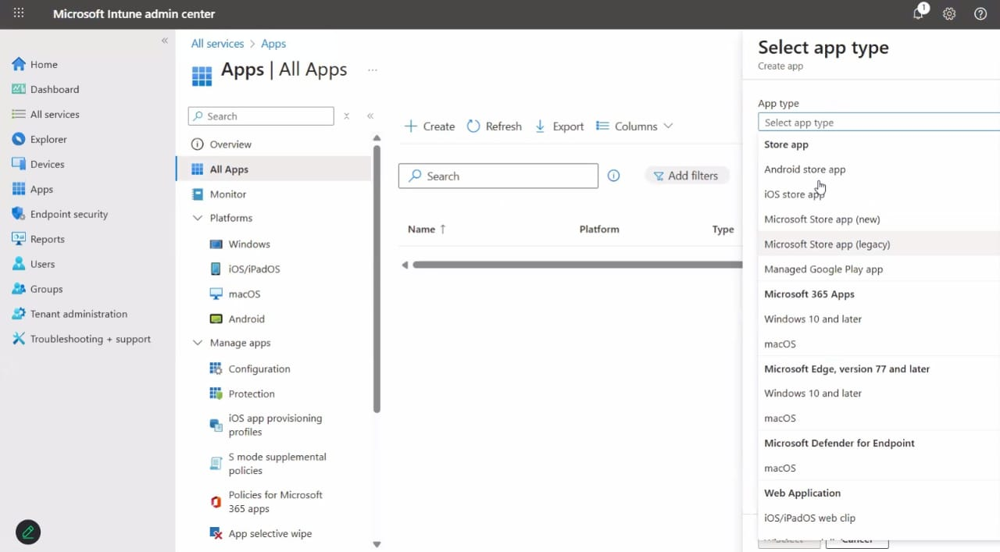 Microsoft Intune admin center
1
Home
Dashboard
All services
Explorer
Devices
Apps
Endpoint security
Reports
Users
Groups
Tenant administration
Troubleshooting + support
All services > Apps
Apps | All Apps
Search
Overview
All Apps
Monitor
Platforms
Windows
iOS/iPadOS
macOS
Android
Manage apps
Configuration
Protection
iOS app provisioning
profiles
S mode supplemental
policies
Policies for Microsoft
365 apps
App selective wipe
Create Refresh Export Columns
Search
Add filters
Name ↑ Platform Type
Select app type
Create app
App type
Select app type
Store app
Android store app
iOS store app
Microsoft Store app (new)
Microsoft Store app (legacy)
Managed Google Play app
Microsoft 365 Apps
Windows 10 and later
macOS
Microsoft Edge, version 77 and later
Windows 10 and later
macOS
Microsoft Defender for Endpoint
macOS
Web Application
iOS/iPadOS web clip
Cancel